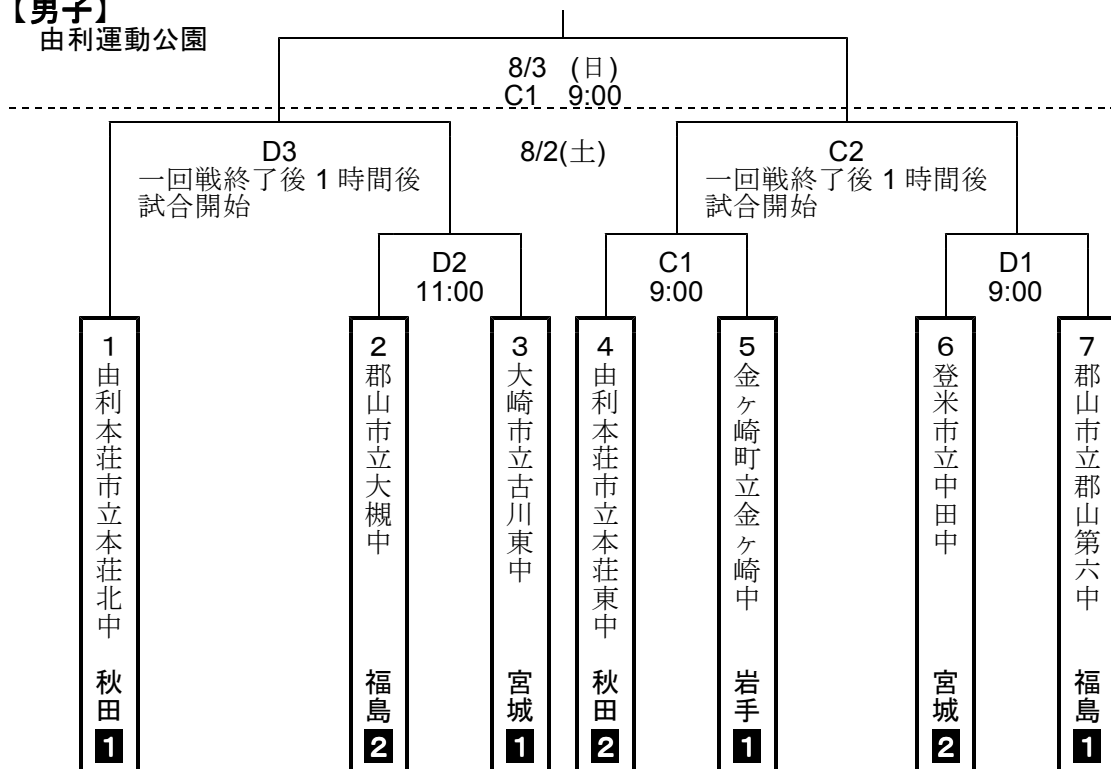 【男子】
由利運動公園
8/3 (日)
C1 9:00
D3
一回戦終了後1時間後
試合開始
8/2(土)
C2
一回戦終了後1時間後
試合開始
D2
11:00
C1
9:00
D1
9:00
1
由利本荘市立本荘北中
秋田
1
2
郡山市立大槻中
福島
2
3
大崎市立古川東中
宮城
1
4
由利本荘市立本荘東中
秋田
2
5
金ヶ崎町立金ヶ崎中
岩手
1
6
登米市立中田中
宮城
2
7
郡山市立郡山第六中
福島
1